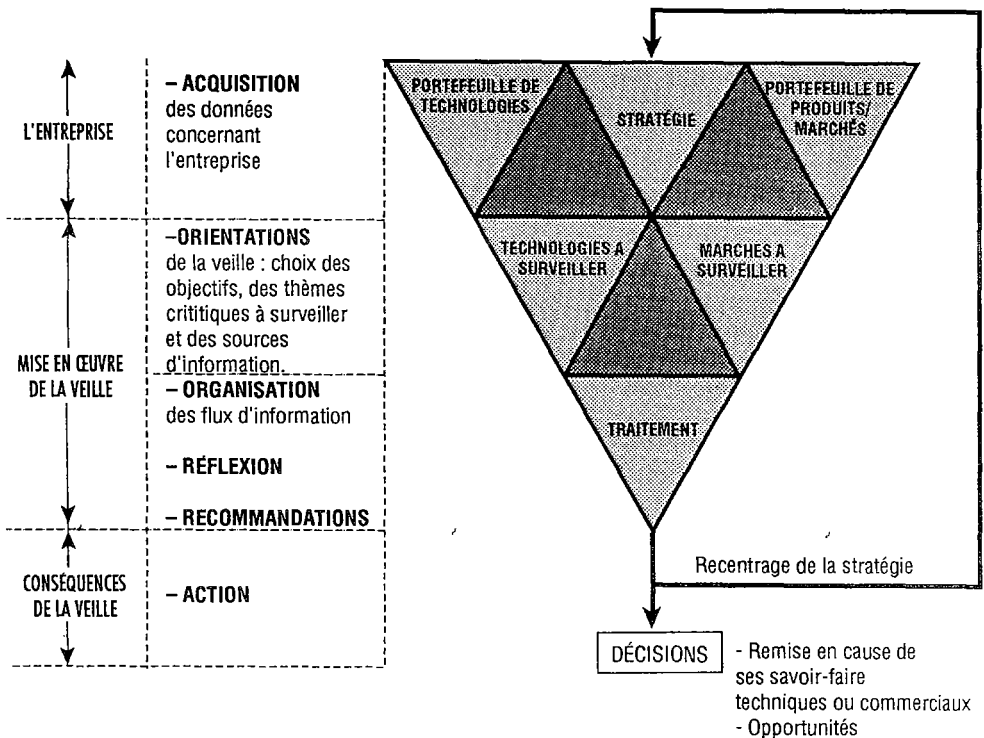 L'ENTREPRISE
– ACQUISITION
des données
concernant
l'entreprise
MISE EN ŒUVRE
DE LA VEILLE
–ORIENTATIONS
de la veille : choix des
objectifs, des thèmes
crititiques à surveiller
et des sources
d'information.
– ORGANISATION
des flux d'information
– RÉFLEXION
– RECOMMANDATIONS
CONSÉQUENCES
DE LA VEILLE
– ACTION
PORTEFEUILLE DE
TECHNOLOGIES
STRATÉGIE
PORTEFEUILLE DE
PRODUITS/
MARCHÉS
TECHNOLOGIES A
SURVEILLER
MARCHES A
SURVEILLER
TRAITEMENT
Recentrage de la stratégie
DÉCISIONS
- Remise en cause de
ses savoir-faire
techniques ou commerciaux
- Opportunités